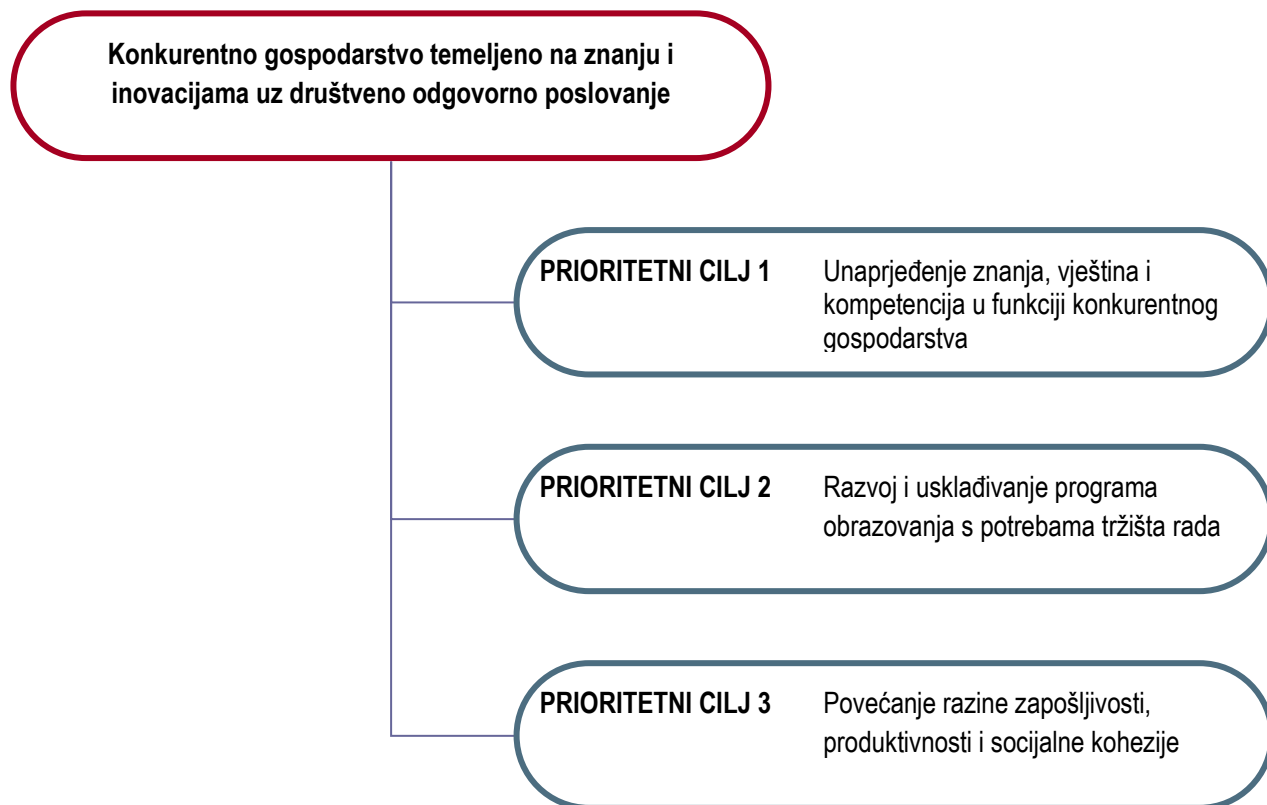 Konkurentno gospodarstvo temeljeno na znanju i
inovacijama uz društveno odgovorno poslovanje
PRIORITETNI CILJ 1 Unaprjeđenje znanja, vještina i
kompetencija u funkciji konkurentnog
gospodarstva
PRIORITETNI CILJ 2 Razvoj i usklađivanje programa
obrazovanja s potrebama tržišta rada
PRIORITETNI CILJ 3 Povećanje razine zapošljivosti,
produktivnosti i socijalne kohezije